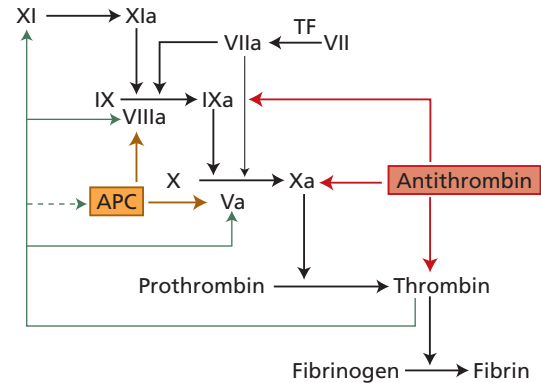 XI XIa
VIIa TF VII
IX IXa
VIIIa
X Xa Antithrombin
APC Va
Prothrombin Thrombin
Fibrinogen Fibrin